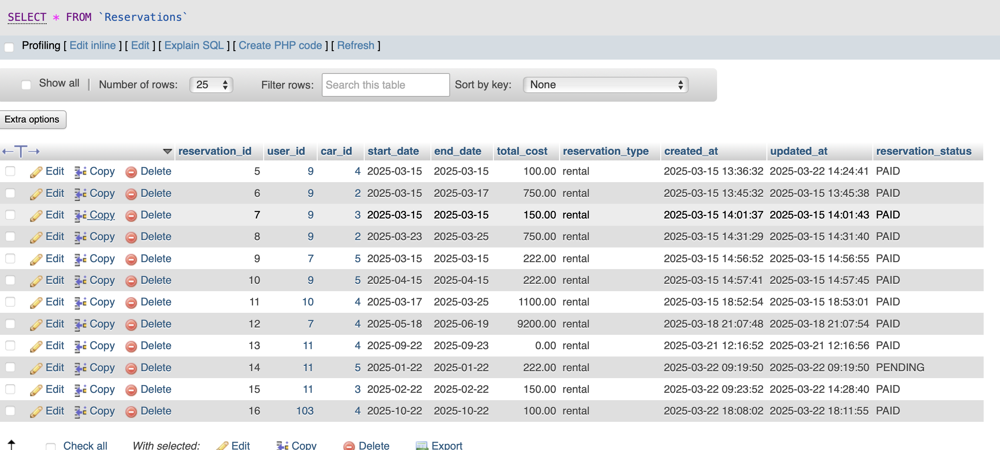 SELECT * FROM `Reservations`
Profiling [ Edit inline ] [ Edit ] [ Explain SQL ] [ Create PHP code ] [ Refresh ]
Show all | Number of rows: 25 Filter rows: Search this table Sort by key: None
Extra options
←T→ reservation_id user_id car_id start_date end_date total_cost reservation_type created_at updated_at reservation_status
Edit Copy Delete 5 9 4 2025-03-15 2025-03-15 100.00 rental 2025-03-15 13:36:32 2025-03-22 14:24:41 PAID
Edit Copy Delete 6 9 2 2025-03-15 2025-03-17 750.00 rental 2025-03-15 13:45:32 2025-03-15 13:45:38 PAID
Edit Copy Delete 7 9 3 2025-03-15 2025-03-15 150.00 rental 2025-03-15 14:01:37 2025-03-15 14:01:43 PAID
Edit Copy Delete 8 9 2 2025-03-23 2025-03-25 750.00 rental 2025-03-15 14:31:29 2025-03-15 14:31:40 PAID
Edit Copy Delete 9 7 5 2025-03-15 2025-03-15 222.00 rental 2025-03-15 14:56:52 2025-03-15 14:56:55 PAID
Edit Copy Delete 10 9 5 2025-04-15 2025-04-15 222.00 rental 2025-03-15 14:57:41 2025-03-15 14:57:45 PAID
Edit Copy Delete 11 10 4 2025-03-17 2025-03-25 1100.00 rental 2025-03-15 18:52:54 2025-03-15 18:53:01 PAID
Edit Copy Delete 12 7 4 2025-05-18 2025-06-19 9200.00 rental 2025-03-18 21:07:48 2025-03-18 21:07:54 PAID
Edit Copy Delete 13 11 4 2025-09-22 2025-09-23 0.00 rental 2025-03-21 12:16:52 2025-03-21 12:16:56 PAID
Edit Copy Delete 14 11 5 2025-01-22 2025-01-22 222.00 rental 2025-03-22 09:19:50 2025-03-22 09:19:50 PENDING
Edit Copy Delete 15 11 3 2025-02-22 2025-02-22 150.00 rental 2025-03-22 09:23:52 2025-03-22 14:28:40 PAID
Edit Copy Delete 16 103 4 2025-10-22 2025-10-22 100.00 rental 2025-03-22 18:08:02 2025-03-22 18:11:55 PAID
Check all With selected: Edit Copy Delete Export